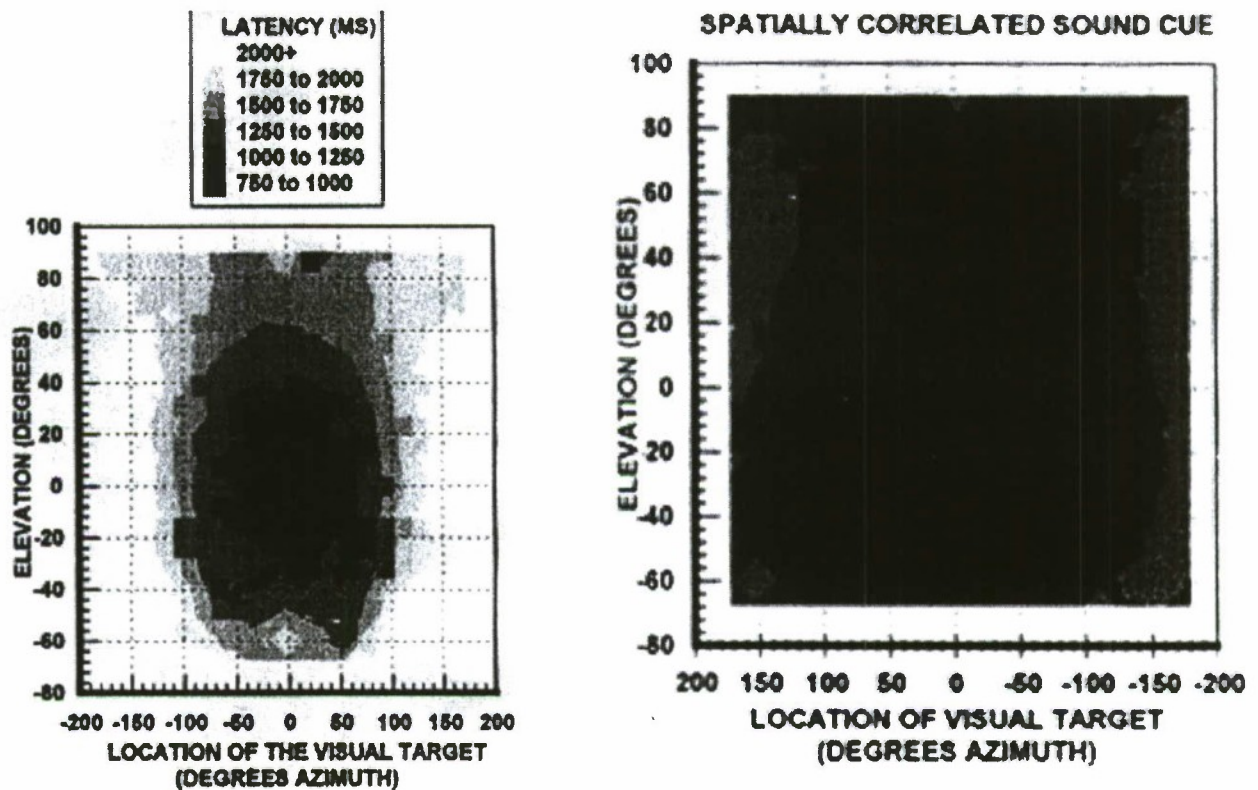 LATENCY (MS)
2000+
1750 to 2000
1500 to 1750
1250 to 1500
1000 to 1250
750 to 1000
100
80
60
40
20
0
-20
-40
-60
-80
ELEVATION (DEGREES)
-200 -150 -100 -50 0 50 100 150 200
LOCATION OF THE VISUAL TARGET
(DEGREES AZIMUTH)
SPATIALLY CORRELATED SOUND CUE
100
80
60
40
20
0
-20
-40
-60
-80
ELEVATION (DEGREES)
200 150 100 50 0 -50 -100 -150 -200
LOCATION OF VISUAL TARGET
(DEGREES AZIMUTH)